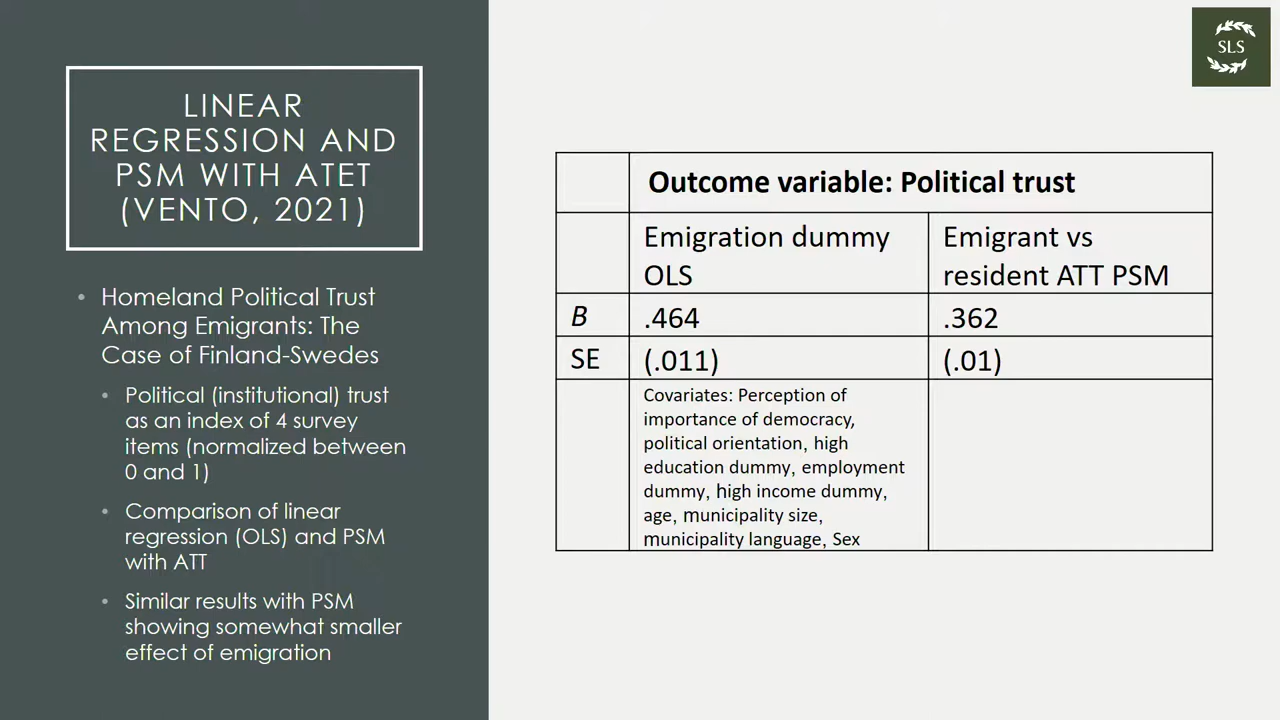 LINEAR
REGRESSION AND
PSM WITH ATET
(VENTO, 2021)
• Homeland Political Trust
Among Emigrants: The
Case of Finland-Swedes
• Political (institutional) trust
as an index of 4 survey
items (normalized between
0 and 1)
• Comparison of linear
regression (OLS) and PSM
with ATT
• Similar results with PSM
showing somewhat smaller
effect of emigration
SLS
Outcome variable: Political trust
Emigration dummy
OLS
Emigrant vs
resident ATT PSM
B .464 .362
SE (.011) (.01)
Covariates: Perception of
importance of democracy,
political orientation, high
education dummy, employment
dummy, high income dummy,
age, municipality size,
municipality language, Sex